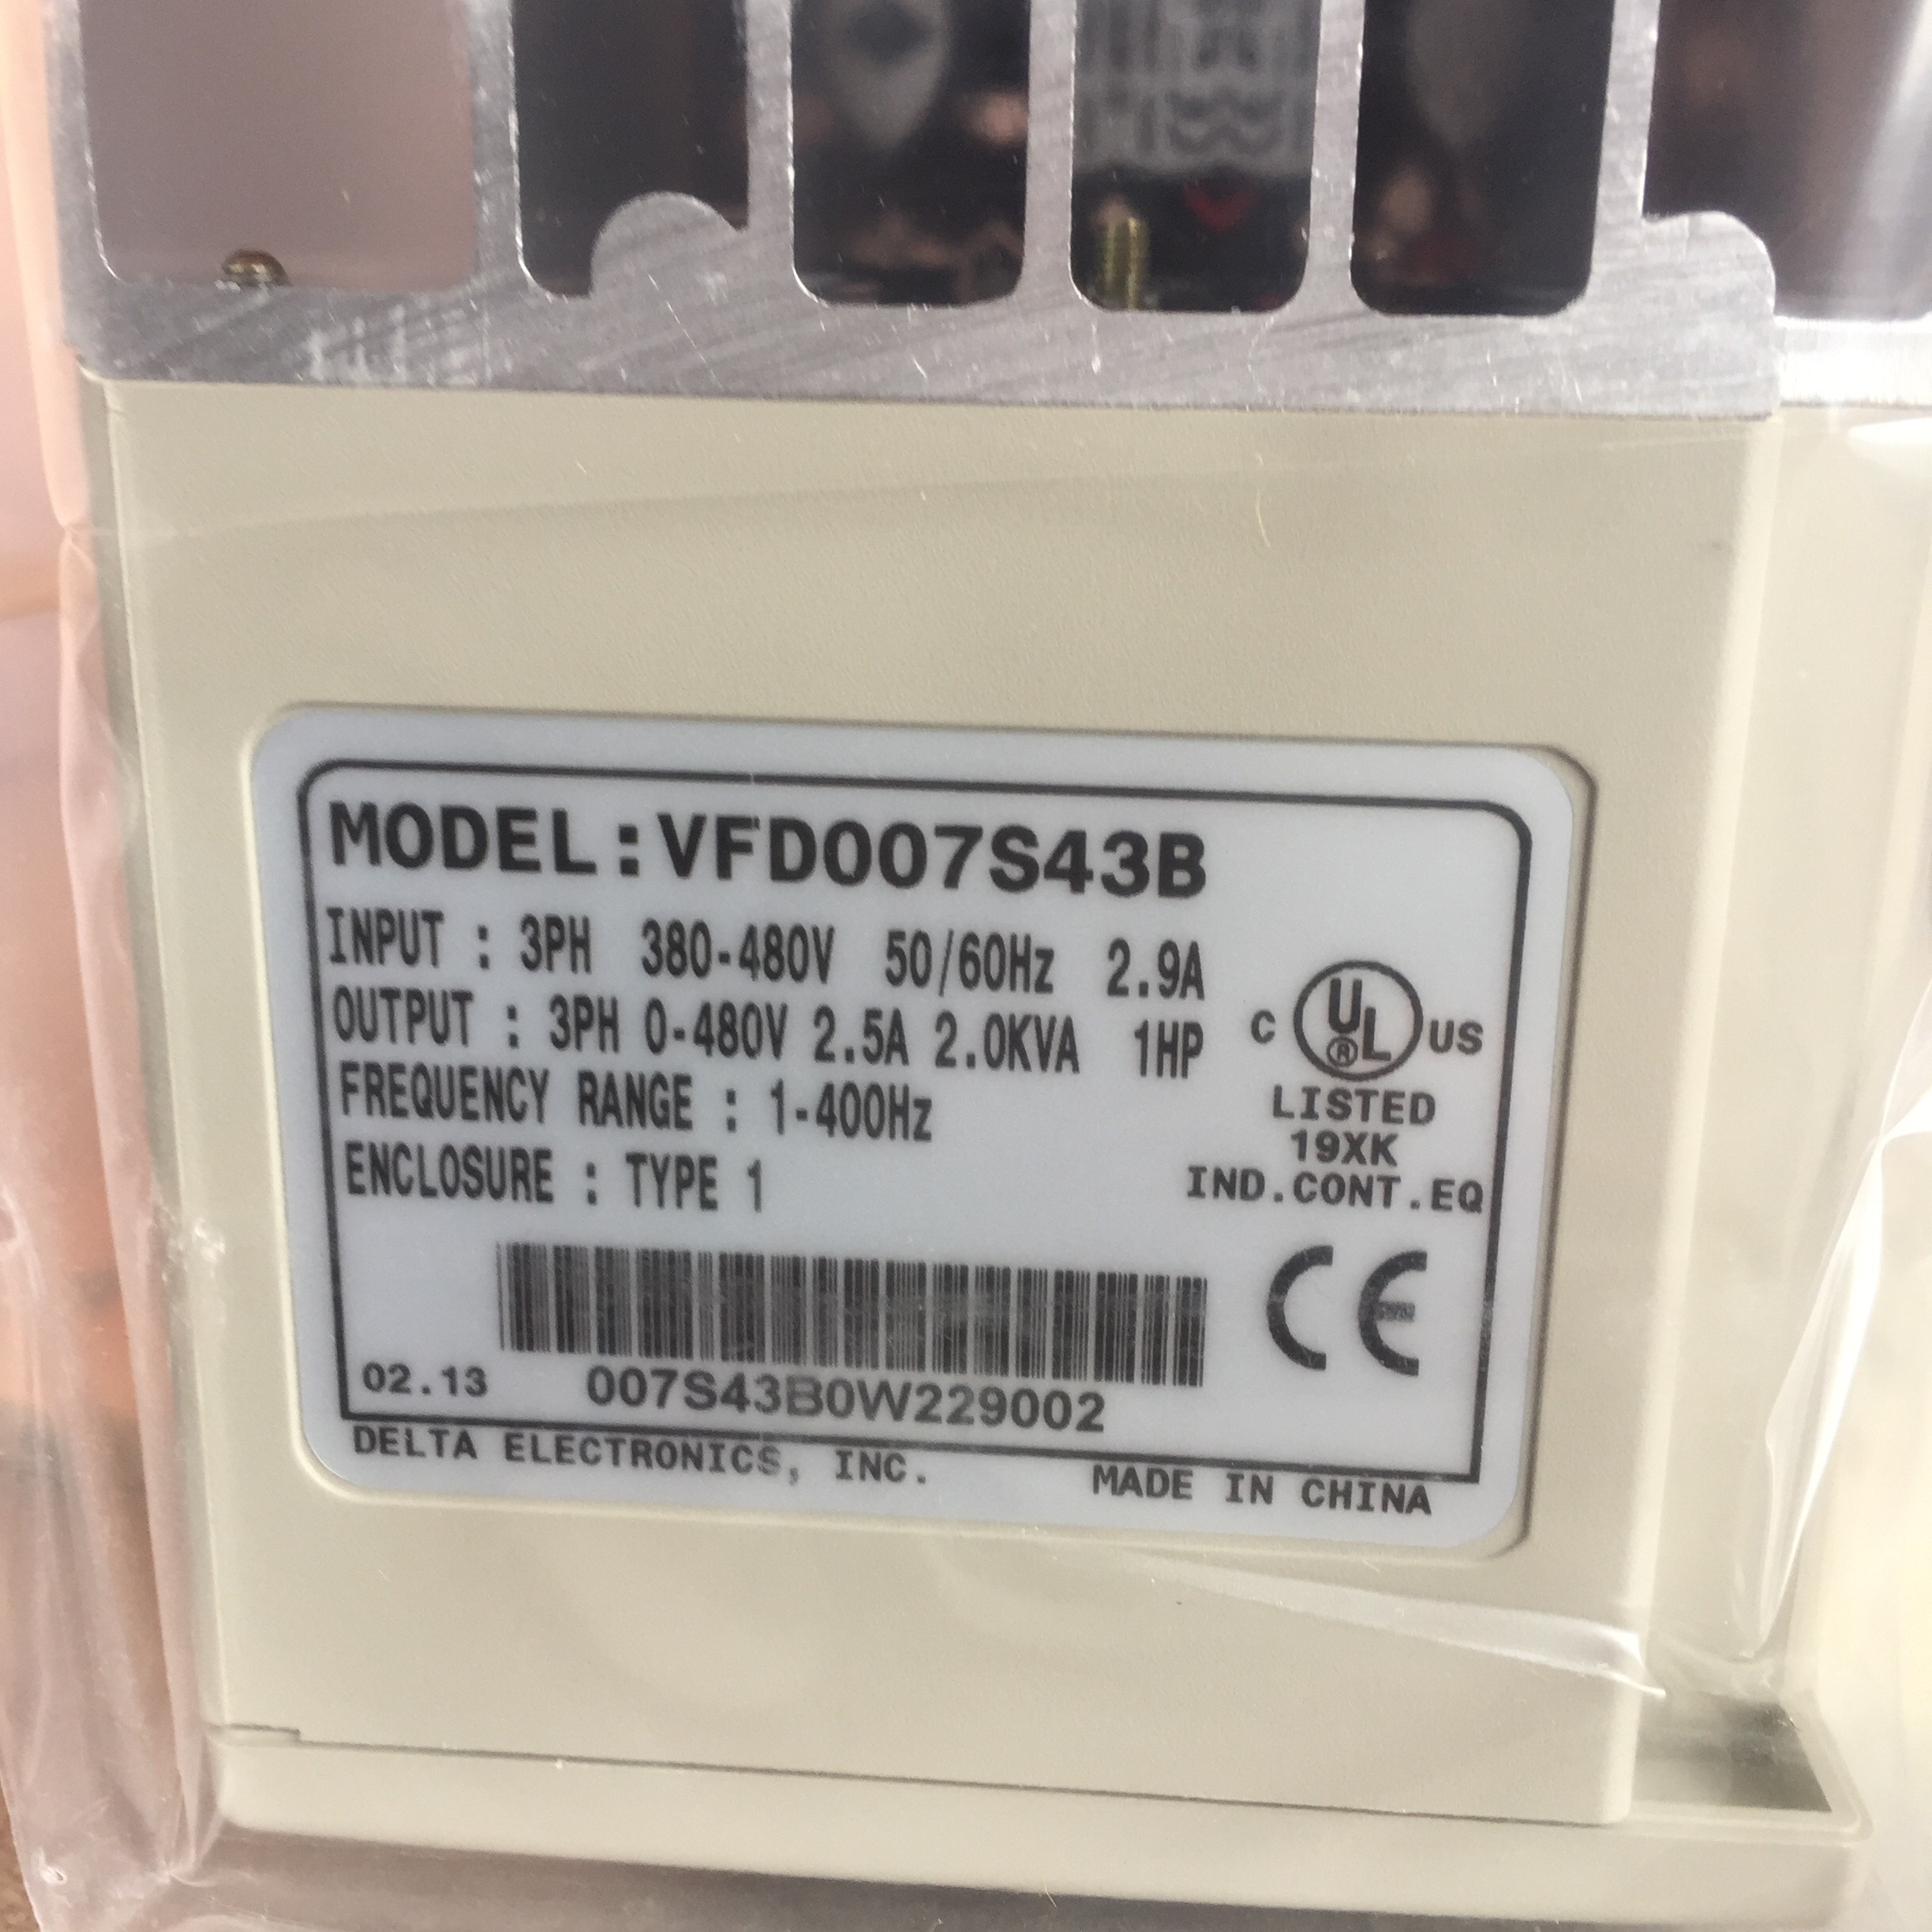 MODEL:VFD007S43B
INPUT : 3PH 380-480V 50/60Hz 2.9A
OUTPUT : 3PH 0-480V 2.5A 2.0KVA 1HP
FREQUENCY RANGE : 1-400Hz
ENCLOSURE : TYPE 1
C UL ® US
LISTED
19XK
IND.CONT.EQ
CE
02.13 007S43B0W229002
DELTA ELECTRONICS, INC. MADE IN CHINA